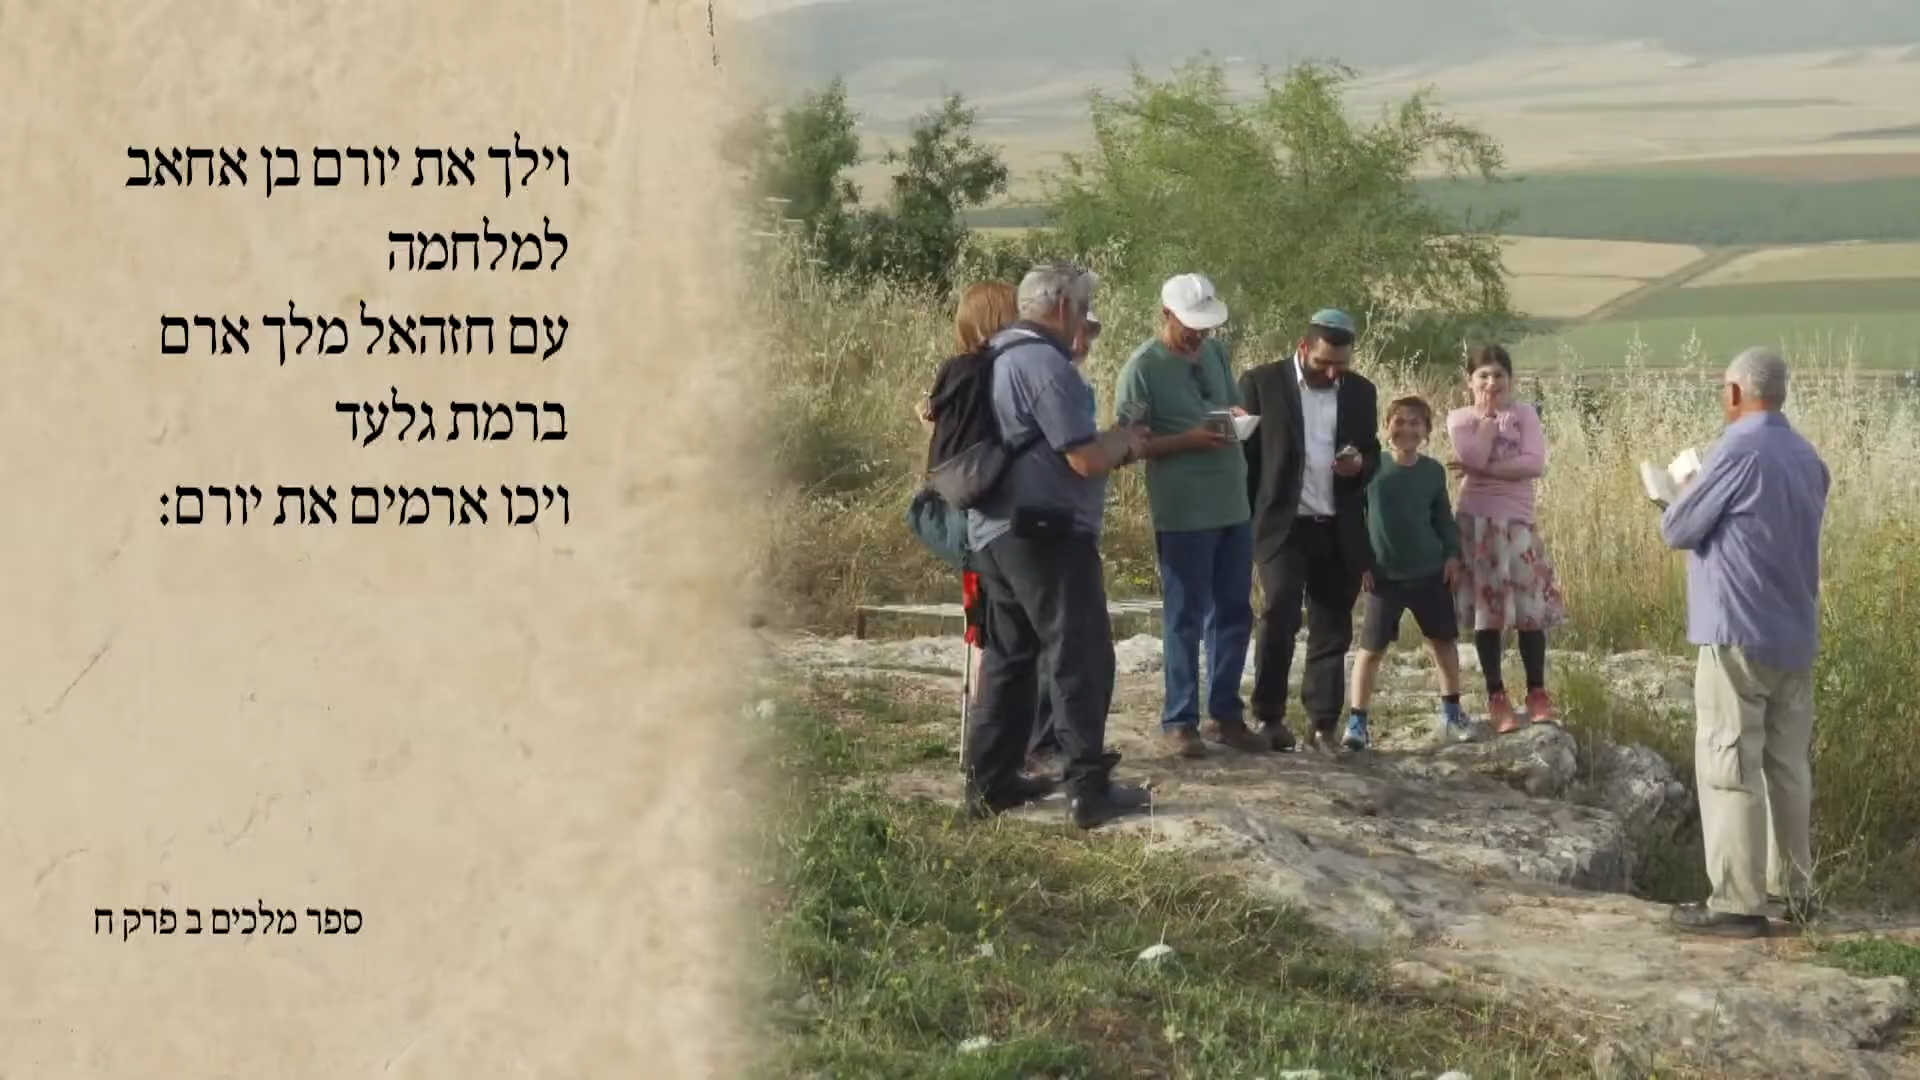 וילך את יורם בן אחאב
למלחמה
עם חזהאל מלך ארם
ברמת גלעד
ויכו ארמים את יורם:
ספר מלכים ב פרק ח